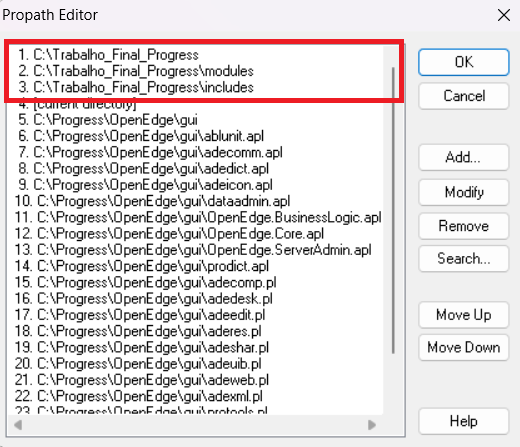 Propath Editor
1. C:\Trabalho_Final_Progress
2. C:\Trabalho_Final_Progress\modules
3. C:\Trabalho_Final_Progress\includes
4. [current directory]
5. C:\Progress\OpenEdge\gui
6. C:\Progress\OpenEdge\gui\ablunit.apl
7. C:\Progress\OpenEdge\gui\adecomm.apl
8. C:\Progress\OpenEdge\gui\adedict.apl
9. C:\Progress\OpenEdge\gui\adeicon.apl
10. C:\Progress\OpenEdge\gui\dataadmin.apl
11. C:\Progress\OpenEdge\gui\OpenEdge.BusinessLogic.apl
12. C:\Progress\OpenEdge\gui\OpenEdge.Core.apl
13. C:\Progress\OpenEdge\gui\OpenEdge.ServerAdmin.apl
14. C:\Progress\OpenEdge\gui\prodict.apl
15. C:\Progress\OpenEdge\gui\adecomp.pl
16. C:\Progress\OpenEdge\gui\adedesk.pl
17. C:\Progress\OpenEdge\gui\adeedit.pl
18. C:\Progress\OpenEdge\gui\aderes.pl
19. C:\Progress\OpenEdge\gui\adeshar.pl
20. C:\Progress\OpenEdge\gui\adeuib.pl
21. C:\Progress\OpenEdge\gui\adeweb.pl
22. C:\Progress\OpenEdge\gui\adexml.pl
23. C:\Progress\OpenEdge\gui\protools.pl
OK
Cancel
Add...
Modify
Remove
Search...
Move Up
Move Down
Help